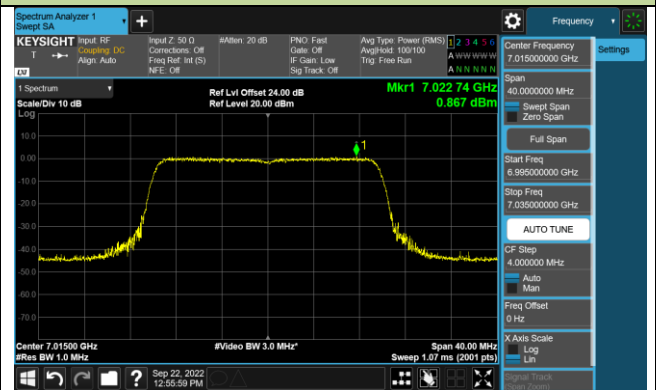 Spectrum Analyzer 1
Swept SA
Frequency
KEYSIGHT
Input: RF
Coupling: DC
Align: Auto
Input Z: 50 Ω
Corrections: Off
Freq Ref: Int (S)
NFE: Off
#Atten: 20 dB
PNO: Fast
Gate: Off
IF Gain: Low
Sig Track: Off
Avg Type: Power (RMS)
Avg|Hold: 100/100
Trig: Free Run
1 2 3 4 5 6
A W W W W W
A N N N N N
T
LXI
1 Spectrum
Scale/Div 10 dB
Log
Ref Lvl Offset 24.00 dB
Ref Level 20.00 dBm
Mkr1 7.022 74 GHz
0.867 dBm
1
10.0
0.00
-10.0
-20.0
-30.0
-40.0
-50.0
-60.0
-70.0
Center 7.01500 GHz
#Res BW 1.0 MHz
#Video BW 3.0 MHz*
Span 40.00 MHz
Sweep 1.07 ms (2001 pts)
Sep 22, 2022
12:55:59 PM
Center Frequency
7.015000000 GHz
Settings
Span
40.0000000 MHz
Swept Span
Zero Span
Full Span
Start Freq
6.995000000 GHz
Stop Freq
7.035000000 GHz
AUTO TUNE
CF Step
4.000000 MHz
Auto
Man
Freq Offset
0 Hz
X Axis Scale
Log
Lin
Signal Track
(Span Zoom)